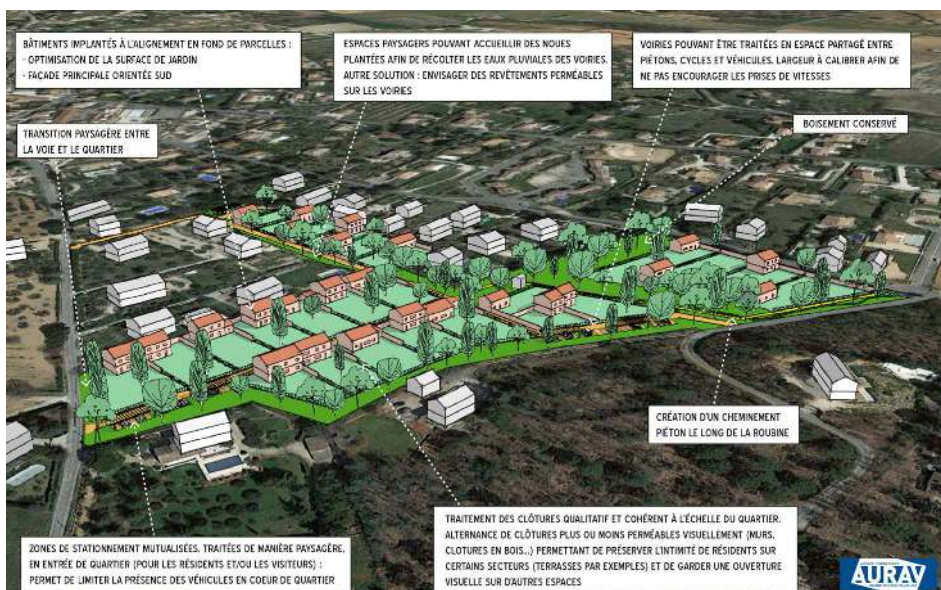 BÂTIMENTS IMPLANTÉS À L'ALIGNEMENT EN FOND DE PARCELLES :
- OPTIMISATION DE LA SURFACE DE JARDIN
- FAÇADE PRINCIPALE ORIENTÉE SUD
ESPACES PAYSAGERS POUVANT ACCUEILLIR DES NOUES
PLANTÉES AFIN DE RÉCOLTER LES EAUX PLUVIALES DES VOIRIES.
AUTRE SOLUTION : ENVISAGER DES REVÊTEMENTS PERMÉABLES
SUR LES VOIRIES
VOIRIES POUVANT ÊTRE TRAITÉES EN ESPACE PARTAGÉ ENTRE
PIÉTONS, CYCLES ET VÉHICULES. LARGEUR À CALIBRER AFIN DE
NE PAS ENCOURAGER LES PRISES DE VITESSES
TRANSITION PAYSAGÈRE ENTRE
LA VOIE ET LE QUARTIER
BOISEMENT CONSERVÉ
CRÉATION D'UN CHEMINEMENT
PIÉTON LE LONG DE LA ROUBINE
ZONES DE STATIONNEMENT MUTUALISÉES, TRAITÉES DE MANIÈRE PAYSAGÈRE,
EN ENTRÉE DE QUARTIER (POUR LES RÉSIDENTS ET/OU LES VISITEURS) :
PERMET DE LIMITER LA PRÉSENCE DES VÉHICULES EN COEUR DE QUARTIER
TRAITEMENT DES CLÔTURES QUALITATIF ET COHÉRENT À L'ÉCHELLE DU QUARTIER.
ALTERNANCE DE CLÔTURES PLUS OU MOINS PERMÉABLES VISUELLEMENT (MURS,
CLOTURES EN BOIS...) PERMETTANT DE PRÉSERVER L'INTIMITÉ DE RÉSIDENTS SUR
CERTAINS SECTEURS (TERRASSES PAR EXEMPLES) ET DE GARDER UNE OUVERTURE
VISUELLE SUR D'AUTRES ESPACES
AURAV